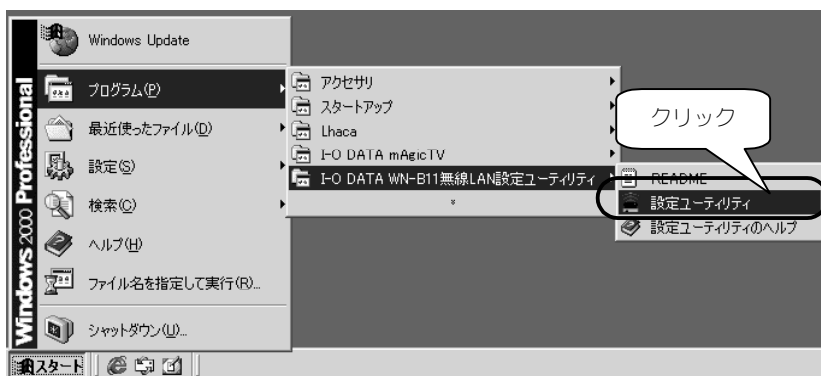 Windows 2000 Professional
Windows Update
プログラム(P)
最近使ったファイル(D)
設定(S)
検索(C)
ヘルプ(H)
ファイル名を指定して実行(R)...
シャットダウン(U)...
スタート
アクセサリ
スタートアップ
Lhaca
I-O DATA mAgicTV
I-O DATA WN-B11無線LAN設定ユーティリティ
README
設定ユーティリティ
設定ユーティリティのヘルプ
クリック